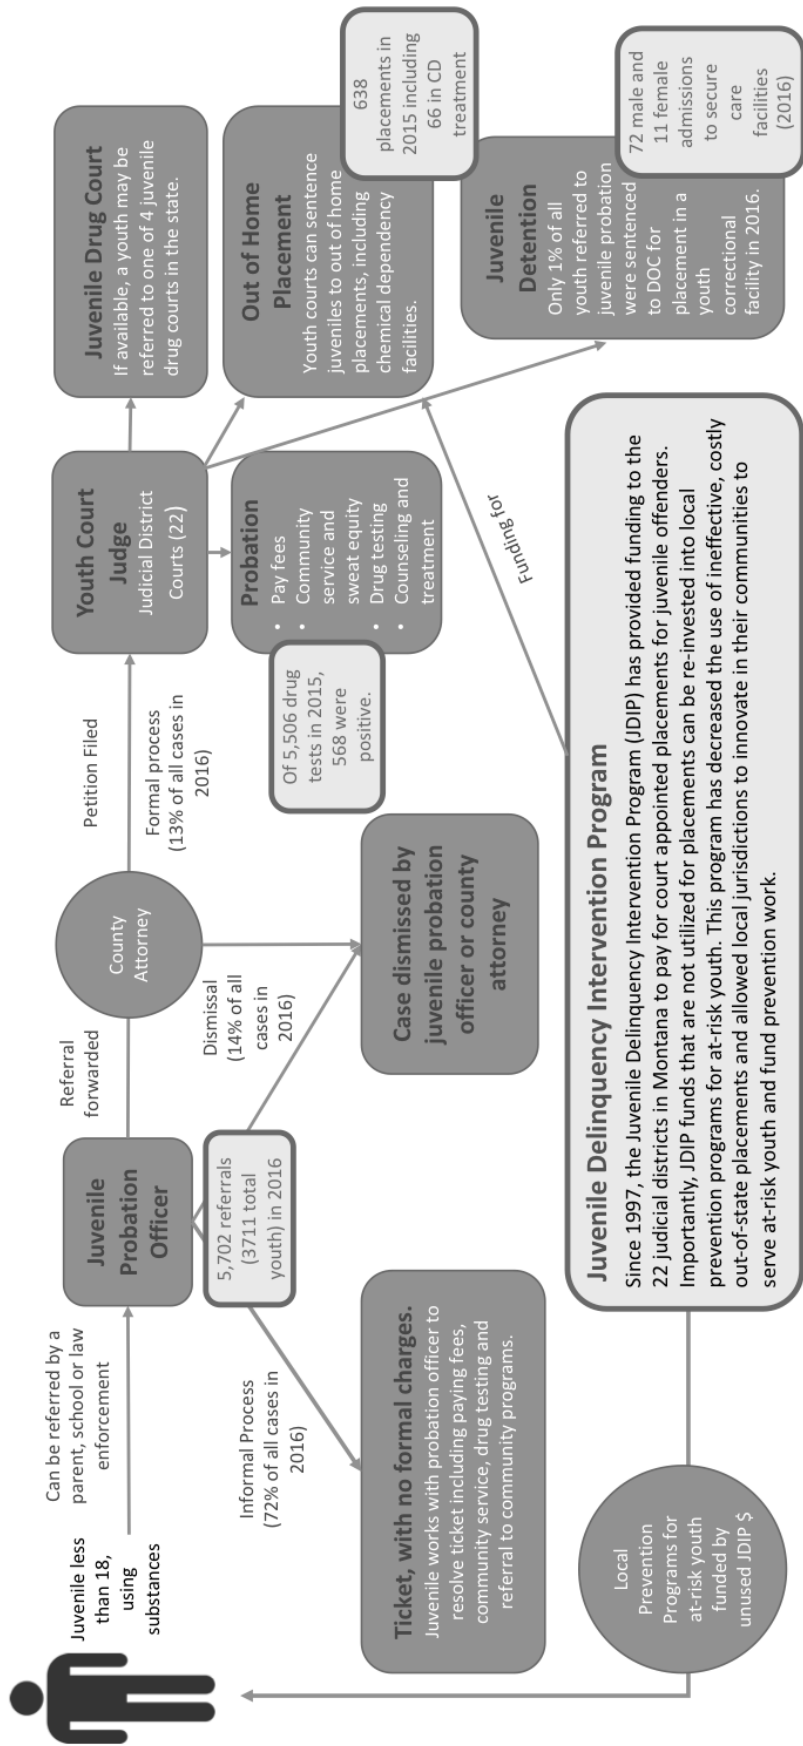 Juvenile less
than 18,
using
substances
Can be referred by a
parent, school or law
enforcement
Juvenile
Probation
Officer
5,702 referrals
(3711 total
youth) in 2016
Referral
forwarded
County
Attorney
Petition Filed
Formal process
(13% of all cases in
2016)
Youth Court
Judge
Judicial District
Courts (22)
Juvenile Drug Court
If available, a youth may be
referred to one of 4 juvenile
drug courts in the state.
Informal Process
(72% of all cases in
2016)
Dismissal
(14% of all
cases in
2016)
Of 5,506 drug
tests in 2015,
568 were
positive.
Probation
• Pay fees
• Community
service and
sweat equity
• Drug testing
• Counseling and
treatment
Out of Home
Placement
Youth courts can sentence
juveniles to out of home
placements, including
chemical dependency
facilities.
638
placements in
2015 including
66 in CD
treatment
Ticket, with no formal charges.
Juvenile works with probation officer to
resolve ticket including paying fees,
community service, drug testing and
referral to community programs.
Case dismissed by
juvenile probation
officer or county
attorney
Funding for
Juvenile
Detention
Only 1% of all
youth referred to
juvenile probation
were sentenced
to DOC for
placement in a
youth
correctional
facility in 2016.
72 male and
11 female
admissions
to secure
care
facilities
(2016)
Local
Prevention
Programs for
at-risk youth
funded by
unused JDIP $
Juvenile Delinquency Intervention Program
Since 1997, the Juvenile Delinquency Intervention Program (JDIP) has provided funding to the
22 judicial districts in Montana to pay for court appointed placements for juvenile offenders.
Importantly, JDIP funds that are not utilized for placements can be re-invested into local
prevention programs for at-risk youth. This program has decreased the use of ineffective, costly
out-of-state placements and allowed local jurisdictions to innovate in their communities to
serve at-risk youth and fund prevention work.